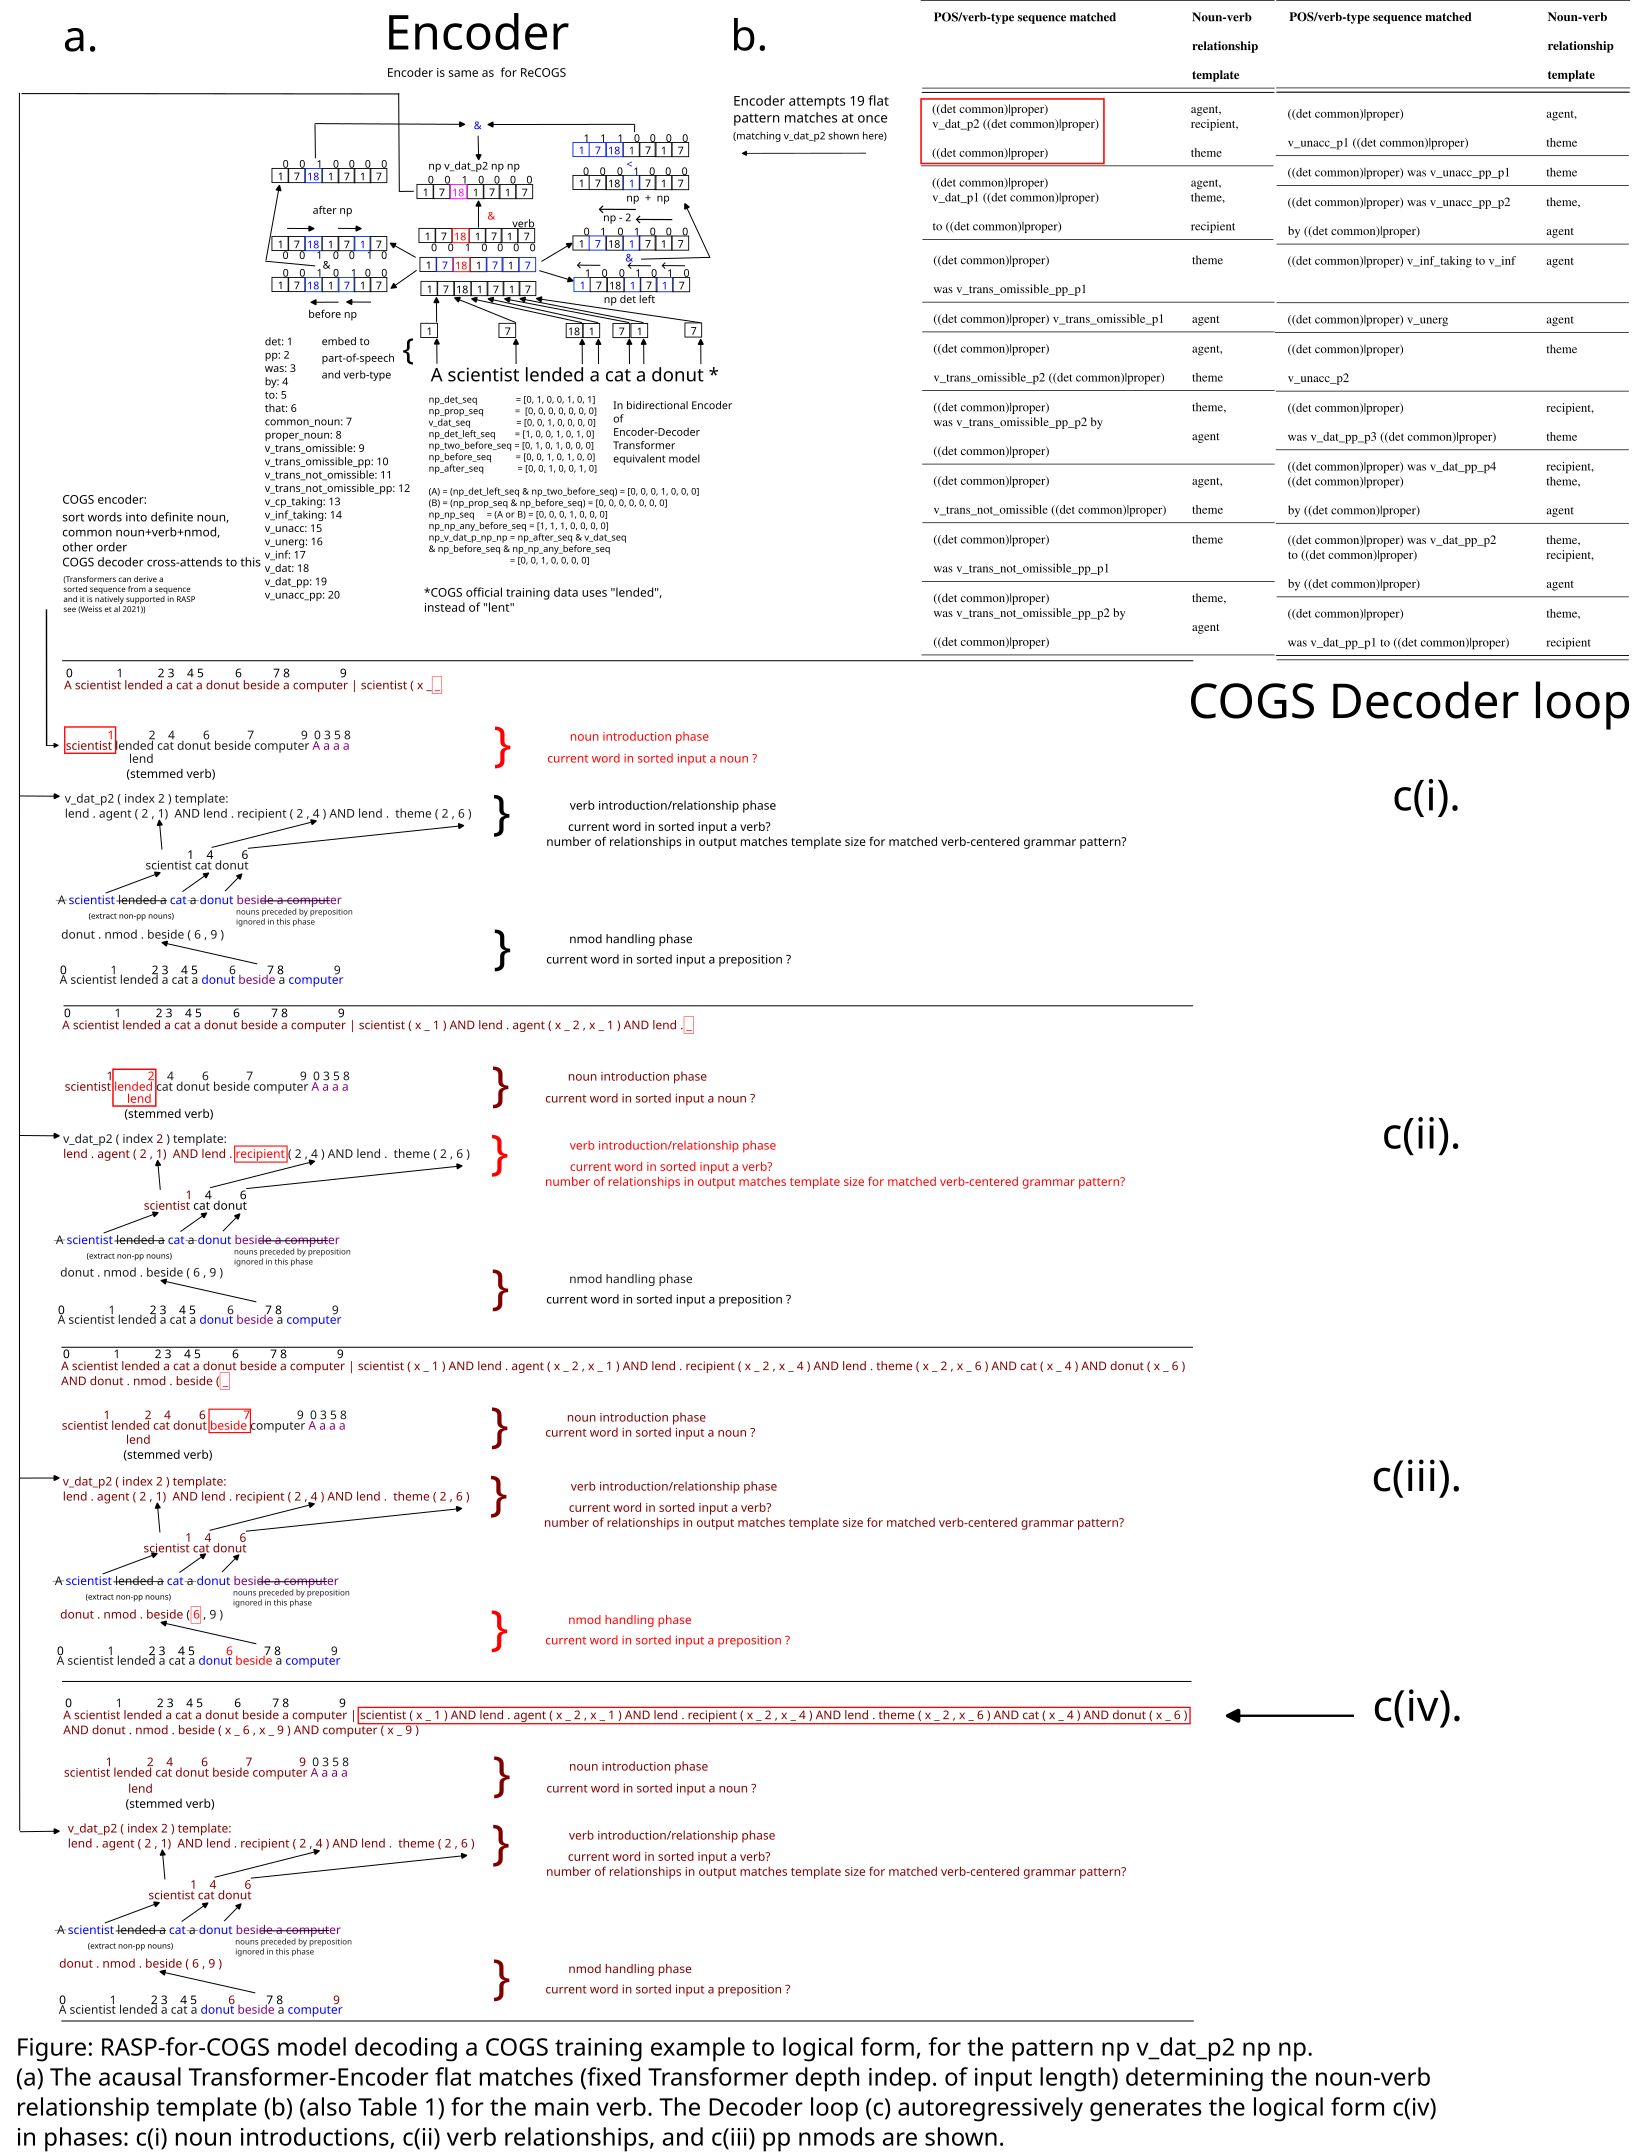 a.
Encoder
Encoder is same as for ReCOGS
&
0 0 1 0 0 0 0
1 7 18 1 7 1 7
after np
1 7 18 1 7 1 7
0 0 1 0 0 1 0
&
0 0 1 0 1 0 0
1 7 18 1 7 1 7
before np
np v_dat_p2 np np
0 0 1 0 0 0 0
1 7 18 1 7 1 7
&
verb
1 7 18 1 7 1 7
0 0 1 0 0 0 0
1 7 18 1 7 1 7
1 7 18 1 7 1 7
1 1 1 0 0 0 0
1 7 18 1 7 1 7
<
0 0 0 1 0 0 0
1 7 18 1 7 1 7
np + np
np - 2
0 1 0 1 0 0 0
1 7 18 1 7 1 7
&
1 0 0 1 0 1 0
1 7 18 1 7 1 7
np det left
1 7 18 1 7 1 7
A scientist lended a cat a donut *
embed to
part-of-speech
and verb-type
{
det: 1
pp: 2
was: 3
by: 4
to: 5
that: 6
common_noun: 7
proper_noun: 8
v_trans_omissible: 9
v_trans_omissible_pp: 10
v_trans_not_omissible: 11
v_trans_not_omissible_pp: 12
v_cp_taking: 13
v_inf_taking: 14
v_unacc: 15
v_unerg: 16
v_inf: 17
v_dat: 18
v_dat_pp: 19
v_unacc_pp: 20
np_det_seq = [0, 1, 0, 0, 1, 0, 1]
np_prop_seq = [0, 0, 0, 0, 0, 0, 0]
v_dat_seq = [0, 0, 1, 0, 0, 0, 0]
np_det_left_seq = [1, 0, 0, 1, 0, 1, 0]
np_two_before_seq = [0, 1, 0, 1, 0, 0, 0]
np_before_seq = [0, 0, 1, 0, 1, 0, 0]
np_after_seq = [0, 0, 1, 0, 0, 1, 0]
In bidirectional Encoder
of
Encoder-Decoder
Transformer
equivalent model
(A) = (np_det_left_seq & np_two_before_seq) = [0, 0, 0, 1, 0, 0, 0]
(B) = (np_prop_seq & np_before_seq) = [0, 0, 0, 0, 0, 0, 0]
np_np_seq = (A or B) = [0, 0, 0, 1, 0, 0, 0]
np_np_any_before_seq = [1, 1, 1, 0, 0, 0, 0]
np_v_dat_p_np_np = np_after_seq & v_dat_seq
& np_before_seq & np_np_any_before_seq
= [0, 0, 1, 0, 0, 0, 0]
*COGS official training data uses "lended",
instead of "lent"
COGS encoder:
sort words into definite noun,
common noun+verb+nmod,
other order
COGS decoder cross-attends to this
(Transformers can derive a
sorted sequence from a sequence
and it is natively supported in RASP
see (Weiss et al 2021))
b.
Encoder attempts 19 flat
pattern matches at once
(matching v_dat_p2 shown here)
POS/verb-type sequence matched Noun-verb
relationship
template
((det common)|proper) agent,
v_dat_p2 ((det common)|proper) recipient,
((det common)|proper) theme
((det common)|proper) agent,
v_dat_p1 ((det common)|proper) theme,
to ((det common)|proper) recipient
((det common)|proper) theme
was v_trans_omissible_pp_p1
((det common)|proper) v_trans_omissible_p1 agent
((det common)|proper) agent,
v_trans_omissible_p2 ((det common)|proper) theme
((det common)|proper) theme,
was v_trans_omissible_pp_p2 by
agent
((det common)|proper)
((det common)|proper) agent,
v_trans_not_omissible ((det common)|proper) theme
((det common)|proper) theme
was v_trans_not_omissible_pp_p1
((det common)|proper) theme,
was v_trans_not_omissible_pp_p2 by
agent
((det common)|proper)
POS/verb-type sequence matched Noun-verb
relationship
template
((det common)|proper) agent,
v_unacc_p1 ((det common)|proper) theme
((det common)|proper) was v_unacc_pp_p1 theme
((det common)|proper) was v_unacc_pp_p2 theme,
by ((det common)|proper) agent
((det common)|proper) v_inf_taking to v_inf agent
((det common)|proper) v_unerg agent
((det common)|proper) theme
v_unacc_p2
((det common)|proper) recipient,
was v_dat_pp_p3 ((det common)|proper) theme
((det common)|proper) was v_dat_pp_p4 recipient,
((det common)|proper) theme,
by ((det common)|proper) agent
((det common)|proper) was v_dat_pp_p2 theme,
to ((det common)|proper) recipient,
by ((det common)|proper) agent
((det common)|proper) theme,
was v_dat_pp_p1 to ((det common)|proper) recipient
COGS Decoder loop
0 1 2 3 4 5 6 7 8 9
A scientist lended a cat a donut beside a computer | scientist ( x _ _
1 2 4 6 7 9 0 3 5 8
scientist lended cat donut beside computer A a a a
lend
(stemmed verb)
} noun introduction phase
current word in sorted input a noun ?
c(i).
v_dat_p2 ( index 2 ) template:
lend . agent ( 2 , 1) AND lend . recipient ( 2 , 4 ) AND lend . theme ( 2 , 6 )
} verb introduction/relationship phase
current word in sorted input a verb?
number of relationships in output matches template size for matched verb-centered grammar pattern?
1 4 6
scientist cat donut
A scientist lended a cat a donut beside a computer
(extract non-pp nouns)
nouns preceded by preposition
ignored in this phase
donut . nmod . beside ( 6 , 9 )
} nmod handling phase
current word in sorted input a preposition ?
0 1 2 3 4 5 6 7 8 9
A scientist lended a cat a donut beside a computer
0 1 2 3 4 5 6 7 8 9
A scientist lended a cat a donut beside a computer | scientist ( x _ 1 ) AND lend . agent ( x _ 2 , x _ 1 ) AND lend . _
1 2 4 6 7 9 0 3 5 8
scientist lended cat donut beside computer A a a a
lend
(stemmed verb)
} noun introduction phase
current word in sorted input a noun ?
c(ii).
v_dat_p2 ( index 2 ) template:
lend . agent ( 2 , 1) AND lend . recipient ( 2 , 4 ) AND lend . theme ( 2 , 6 )
} verb introduction/relationship phase
current word in sorted input a verb?
number of relationships in output matches template size for matched verb-centered grammar pattern?
1 4 6
scientist cat donut
A scientist lended a cat a donut beside a computer
(extract non-pp nouns)
nouns preceded by preposition
ignored in this phase
donut . nmod . beside ( 6 , 9 )
} nmod handling phase
current word in sorted input a preposition ?
0 1 2 3 4 5 6 7 8 9
A scientist lended a cat a donut beside a computer
0 1 2 3 4 5 6 7 8 9
A scientist lended a cat a donut beside a computer | scientist ( x _ 1 ) AND lend . agent ( x _ 2 , x _ 1 ) AND lend . recipient ( x _ 2 , x _ 4 ) AND lend . theme ( x _ 2 , x _ 6 ) AND cat ( x _ 4 ) AND donut ( x _ 6 )
AND donut . nmod . beside ( _
1 2 4 6 7 9 0 3 5 8
scientist lended cat donut beside computer A a a a
lend
(stemmed verb)
} noun introduction phase
current word in sorted input a noun ?
c(iii).
v_dat_p2 ( index 2 ) template:
lend . agent ( 2 , 1) AND lend . recipient ( 2 , 4 ) AND lend . theme ( 2 , 6 )
} verb introduction/relationship phase
current word in sorted input a verb?
number of relationships in output matches template size for matched verb-centered grammar pattern?
1 4 6
scientist cat donut
A scientist lended a cat a donut beside a computer
(extract non-pp nouns)
nouns preceded by preposition
ignored in this phase
donut . nmod . beside ( 6 , 9 )
} nmod handling phase
current word in sorted input a preposition ?
0 1 2 3 4 5 6 7 8 9
A scientist lended a cat a donut beside a computer
0 1 2 3 4 5 6 7 8 9
A scientist lended a cat a donut beside a computer | scientist ( x _ 1 ) AND lend . agent ( x _ 2 , x _ 1 ) AND lend . recipient ( x _ 2 , x _ 4 ) AND lend . theme ( x _ 2 , x _ 6 ) AND cat ( x _ 4 ) AND donut ( x _ 6 )
AND donut . nmod . beside ( x _ 6 , x _ 9 ) AND computer ( x _ 9 )
c(iv).
1 2 4 6 7 9 0 3 5 8
scientist lended cat donut beside computer A a a a
lend
(stemmed verb)
} noun introduction phase
current word in sorted input a noun ?
v_dat_p2 ( index 2 ) template:
lend . agent ( 2 , 1) AND lend . recipient ( 2 , 4 ) AND lend . theme ( 2 , 6 )
} verb introduction/relationship phase
current word in sorted input a verb?
number of relationships in output matches template size for matched verb-centered grammar pattern?
1 4 6
scientist cat donut
A scientist lended a cat a donut beside a computer
(extract non-pp nouns)
nouns preceded by preposition
ignored in this phase
donut . nmod . beside ( 6 , 9 )
} nmod handling phase
current word in sorted input a preposition ?
0 1 2 3 4 5 6 7 8 9
A scientist lended a cat a donut beside a computer
Figure: RASP-for-COGS model decoding a COGS training example to logical form, for the pattern np v_dat_p2 np np.
(a) The acausal Transformer-Encoder flat matches (fixed Transformer depth indep. of input length) determining the noun-verb
relationship template (b) (also Table 1) for the main verb. The Decoder loop (c) autoregressively generates the logical form c(iv)
in phases: c(i) noun introductions, c(ii) verb relationships, and c(iii) pp nmods are shown.